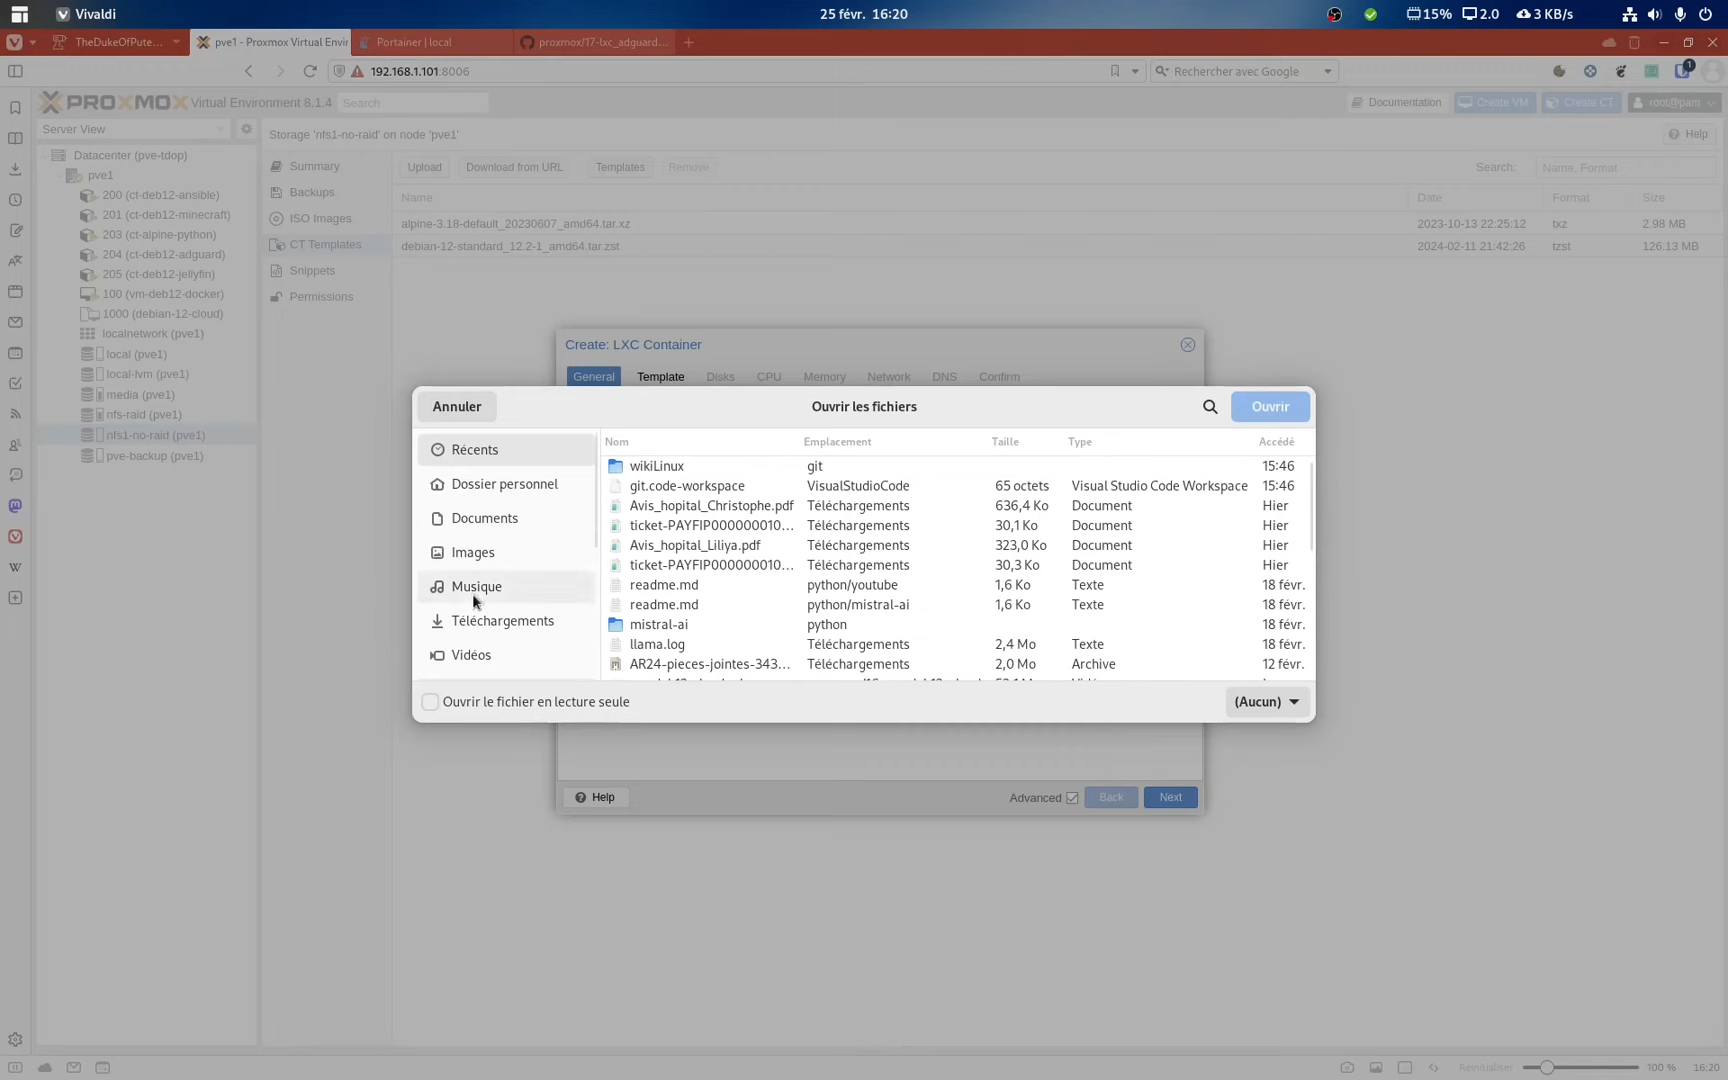 Vivaldi
25 févr. 16:20
15% 2.0 3 KB/s
TheDukeOfPute...
pve1 - Proxmox Virtual Envir
Portainer | local
proxmox/17-lxc_adguard...
192.168.1.101:8006
Rechercher avec Google
1
PROXMOX Virtual Environment 8.1.4
Search
Documentation
Create VM
Create CT
root@pam
Server View
Storage 'nfs1-no-raid' on node 'pve1'
Help
Datacenter (pve-tdop)
pve1
200 (ct-deb12-ansible)
201 (ct-deb12-minecraft)
203 (ct-alpine-python)
204 (ct-deb12-adguard)
205 (ct-deb12-jellyfin)
100 (vm-deb12-docker)
1000 (debian-12-cloud)
localnetwork (pve1)
local (pve1)
local-lvm (pve1)
media (pve1)
nfs-raid (pve1)
nfs1-no-raid (pve1)
pve-backup (pve1)
Summary
Backups
ISO Images
CT Templates
Snippets
Permissions
Upload
Download from URL
Templates
Remove
Search:
Name, Format
Name Date Format Size
alpine-3.18-default_20230607_amd64.tar.xz 2023-10-13 22:25:12 txz 2.98 MB
debian-12-standard_12.2-1_amd64.tar.zst 2024-02-11 21:42:26 tzst 126.13 MB
Create: LXC Container
General Template Disks CPU Memory Network DNS Confirm
Annuler
Ouvrir les fichiers
Ouvrir
Récents
Dossier personnel
Documents
Images
Musique
Téléchargements
Vidéos
Nom Emplacement Taille Type Accédé
wikiLinux git 15:46
git.code-workspace VisualStudioCode 65 octets Visual Studio Code Workspace 15:46
Avis_hopital_Christophe.pdf Téléchargements 636,4 Ko Document Hier
ticket-PAYFIP000000010... Téléchargements 30,1 Ko Document Hier
Avis_hopital_Liliya.pdf Téléchargements 323,0 Ko Document Hier
ticket-PAYFIP000000010... Téléchargements 30,3 Ko Document Hier
readme.md python/youtube 1,6 Ko Texte 18 févr.
readme.md python/mistral-ai 1,6 Ko Texte 18 févr.
mistral-ai python 18 févr.
llama.log Téléchargements 2,4 Mo Texte 18 févr.
AR24-pieces-jointes-343... Téléchargements 2,0 Mo Archive 12 févr.
Ouvrir le fichier en lecture seule
(Aucun)
Help
Advanced
Back
Next
Réinitialiser
100 %
16:20